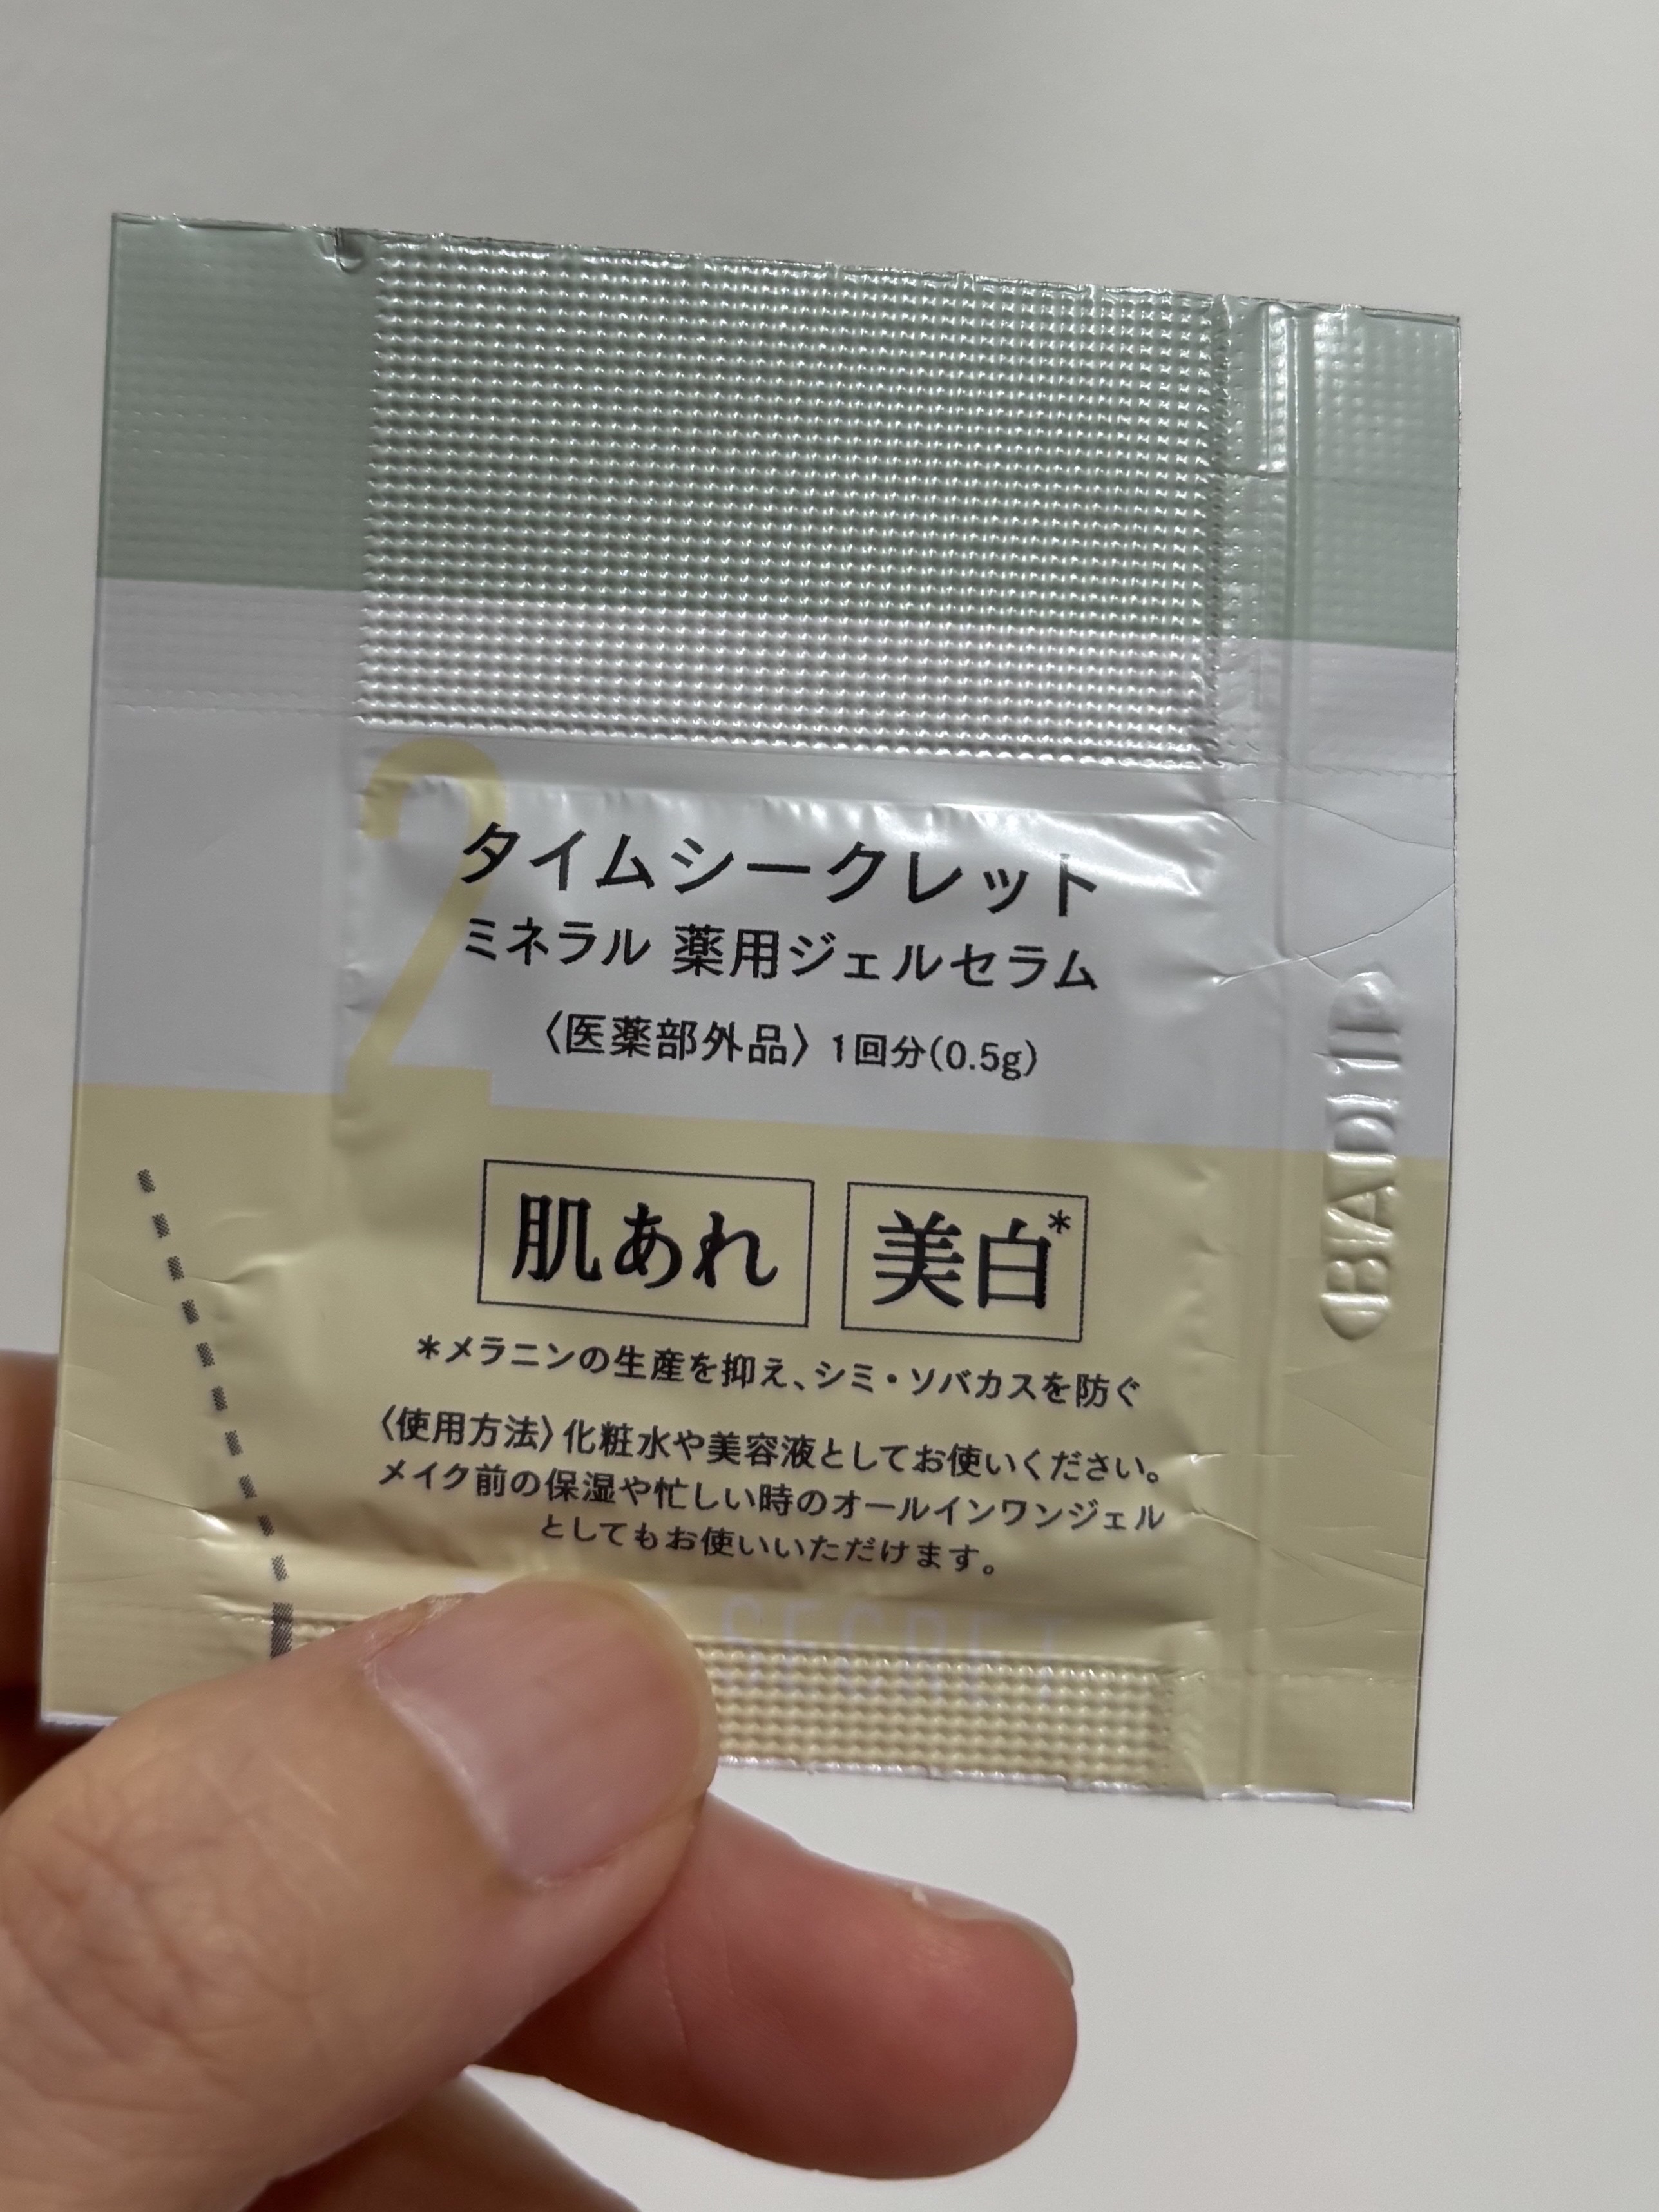 2
タイムシークレット
ミネラル 薬用ジェルセラム
〈医薬部外品〉 1回分(0.5g)
肌あれ 美白*
*メラニンの生産を抑え、シミ・ソバカスを防ぐ
〈使用方法〉化粧水や美容液としてお使いください。
メイク前の保湿や忙しい時のオールインワンジェル
としてもお使いいただけます。
SECRET